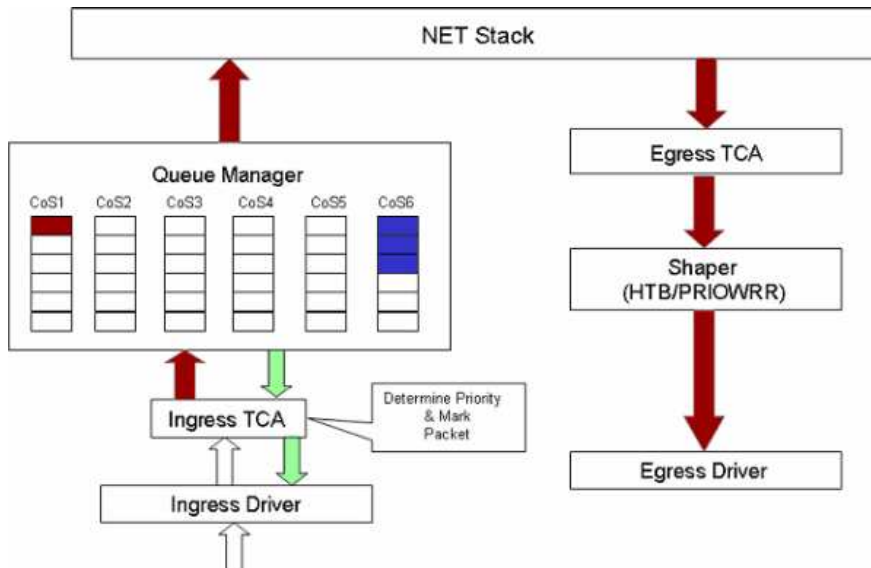 NET Stack
Queue Manager
CoS1 CoS2 CoS3 CoS4 CoS5 CoS6
Ingress TCA
Determine Priority
& Mark
Packet
Ingress Driver
Egress TCA
Shaper
(HTB/PRIOWRR)
Egress Driver